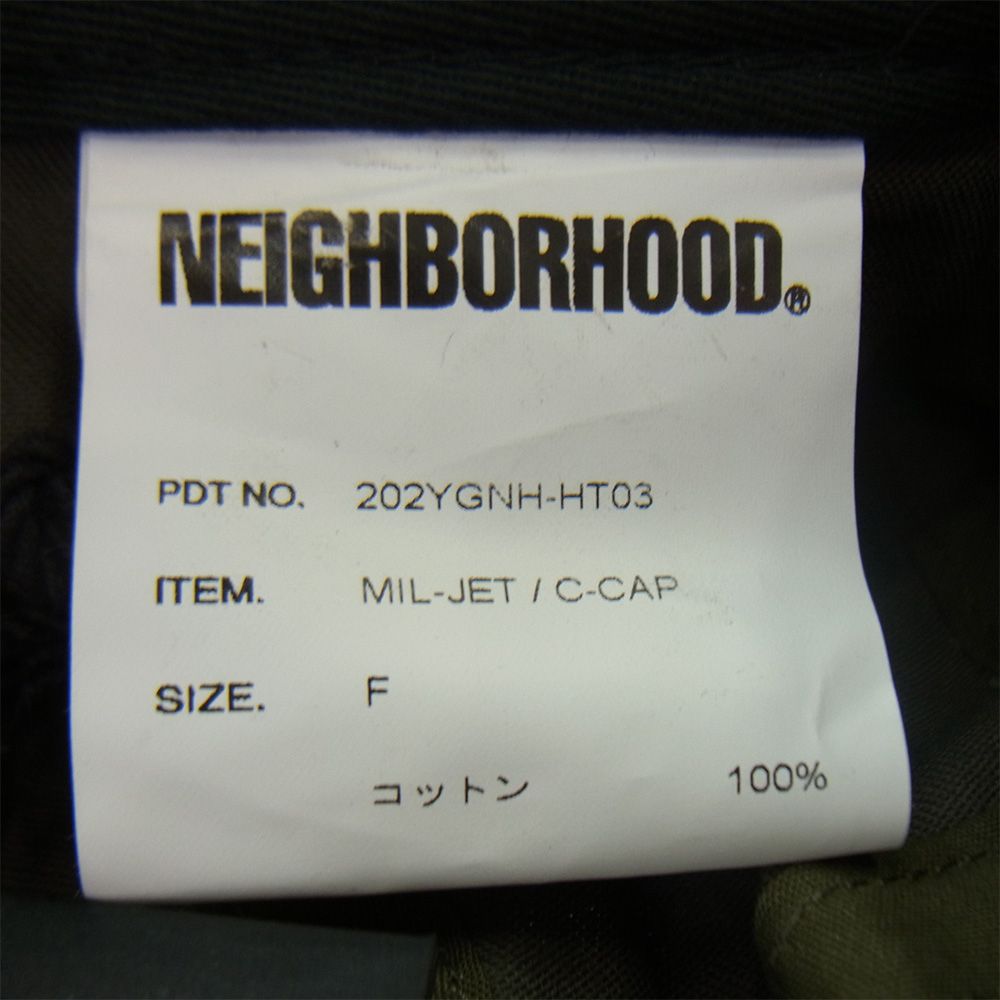 NEIGHBORHOOD®
PDT NO. 202YGNH-HT03
ITEM. MIL-JET / C-CAP
SIZE. F
コットン 100%